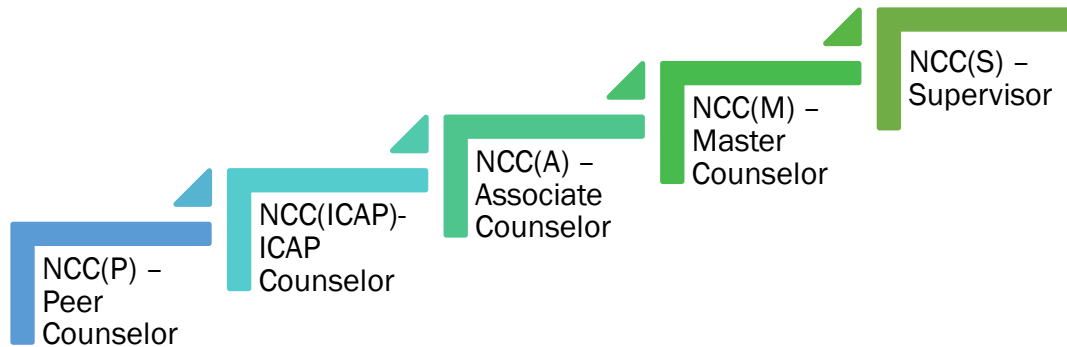 NCC(P) –
Peer
Counselor
NCC(ICAP)-
ICAP
Counselor
NCC(A) –
Associate
Counselor
NCC(M) –
Master
Counselor
NCC(S) –
Supervisor